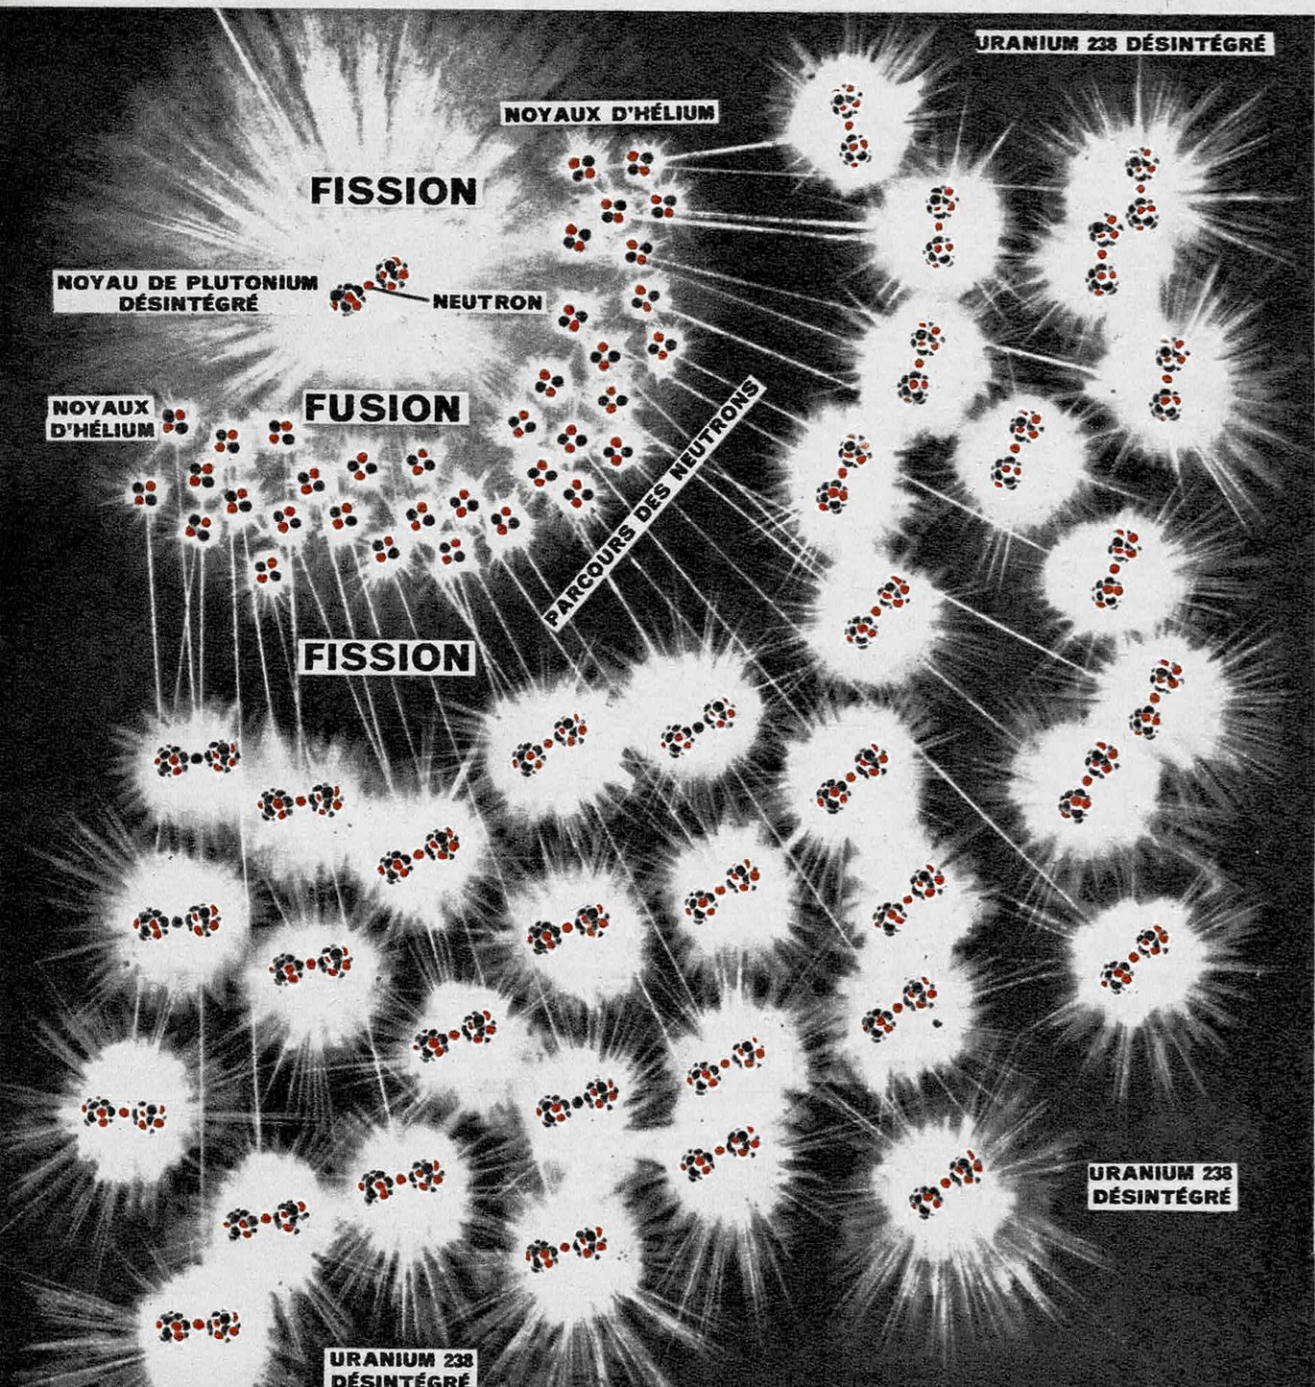 URANIUM 238 DÉSINTÉGRÉ
NOYAUX D'HÉLIUM
FISSION
NOYAU DE PLUTONIUM
DÉSINTÉGRÉ
NEUTRON
NOYAUX
D'HÉLIUM
FUSION
PARCOURS DES NEUTRONS
FISSION
URANIUM 238
DÉSINTÉGRÉ
URANIUM 238
DÉSINTÉGRÉ